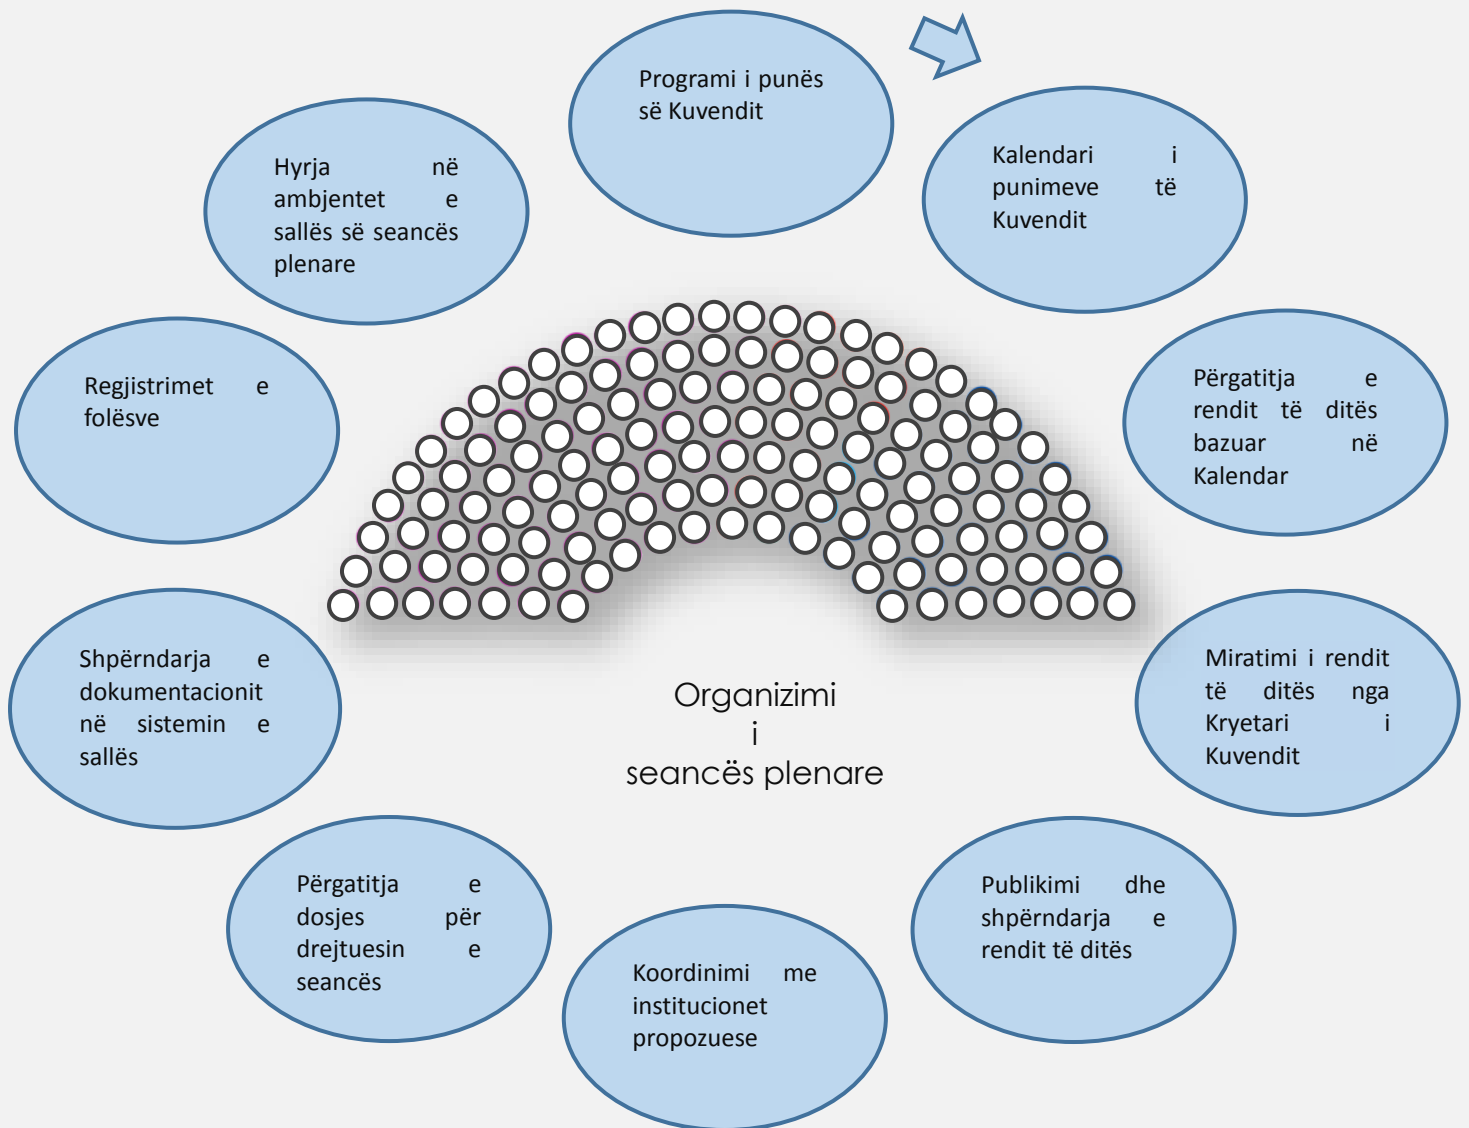 Programi i punës
së Kuvendit
Kalendari i
punimeve të
Kuvendit
Përgatitja e
rendit të ditës
bazuar në
Kalendar
Miratimi i rendit
të ditës nga
Kryetari i
Kuvendit
Publikimi dhe
shpërndarja e
rendit të ditës
Koordinimi me
institucionet
propozuese
Përgatitja e
dosjes për
drejtuesin e
seancës
Shpërndarja e
dokumentacionit
në sistemin e
sallës
Regjistrimet e
folësve
Hyrja në
ambjentet e
sallës së seancës
plenare
Organizimi
i
seancës plenare